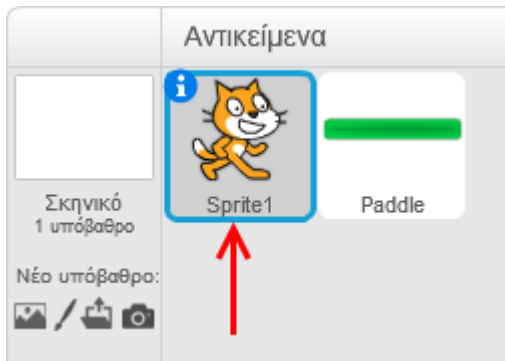 Αντικείμενα
Sprite1
Paddle
Σκηνικό
1 υπόβαθρο
Νέο υπόβαθρο: